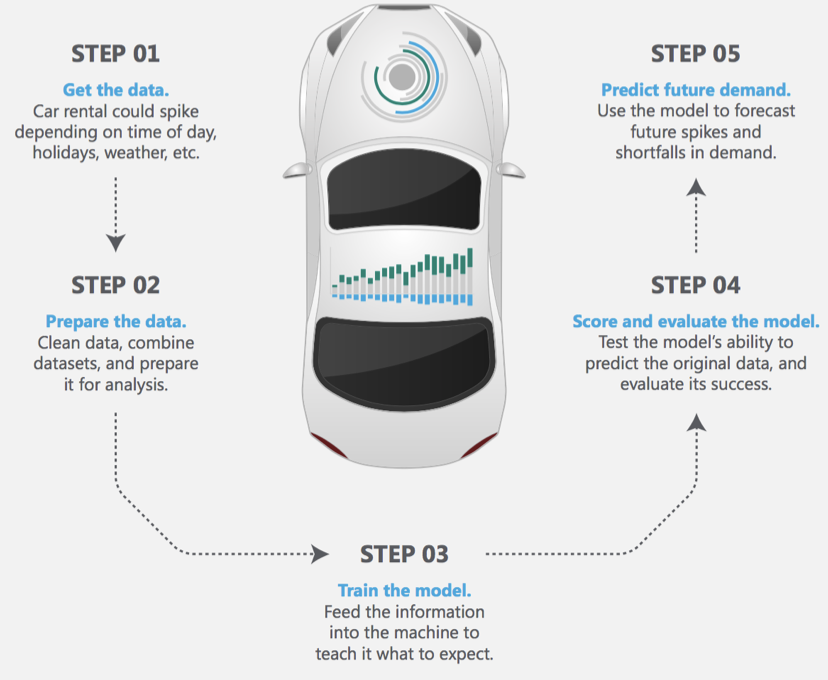 STEP 01
Get the data.
Car rental could spike
depending on time of day,
holidays, weather, etc.
STEP 02
Prepare the data.
Clean data, combine
datasets, and prepare
it for analysis.
STEP 03
Train the model.
Feed the information
into the machine to
teach it what to expect.
STEP 04
Score and evaluate the model.
Test the model’s ability to
predict the original data, and
evaluate its success.
STEP 05
Predict future demand.
Use the model to forecast
future spikes and
shortfalls in demand.